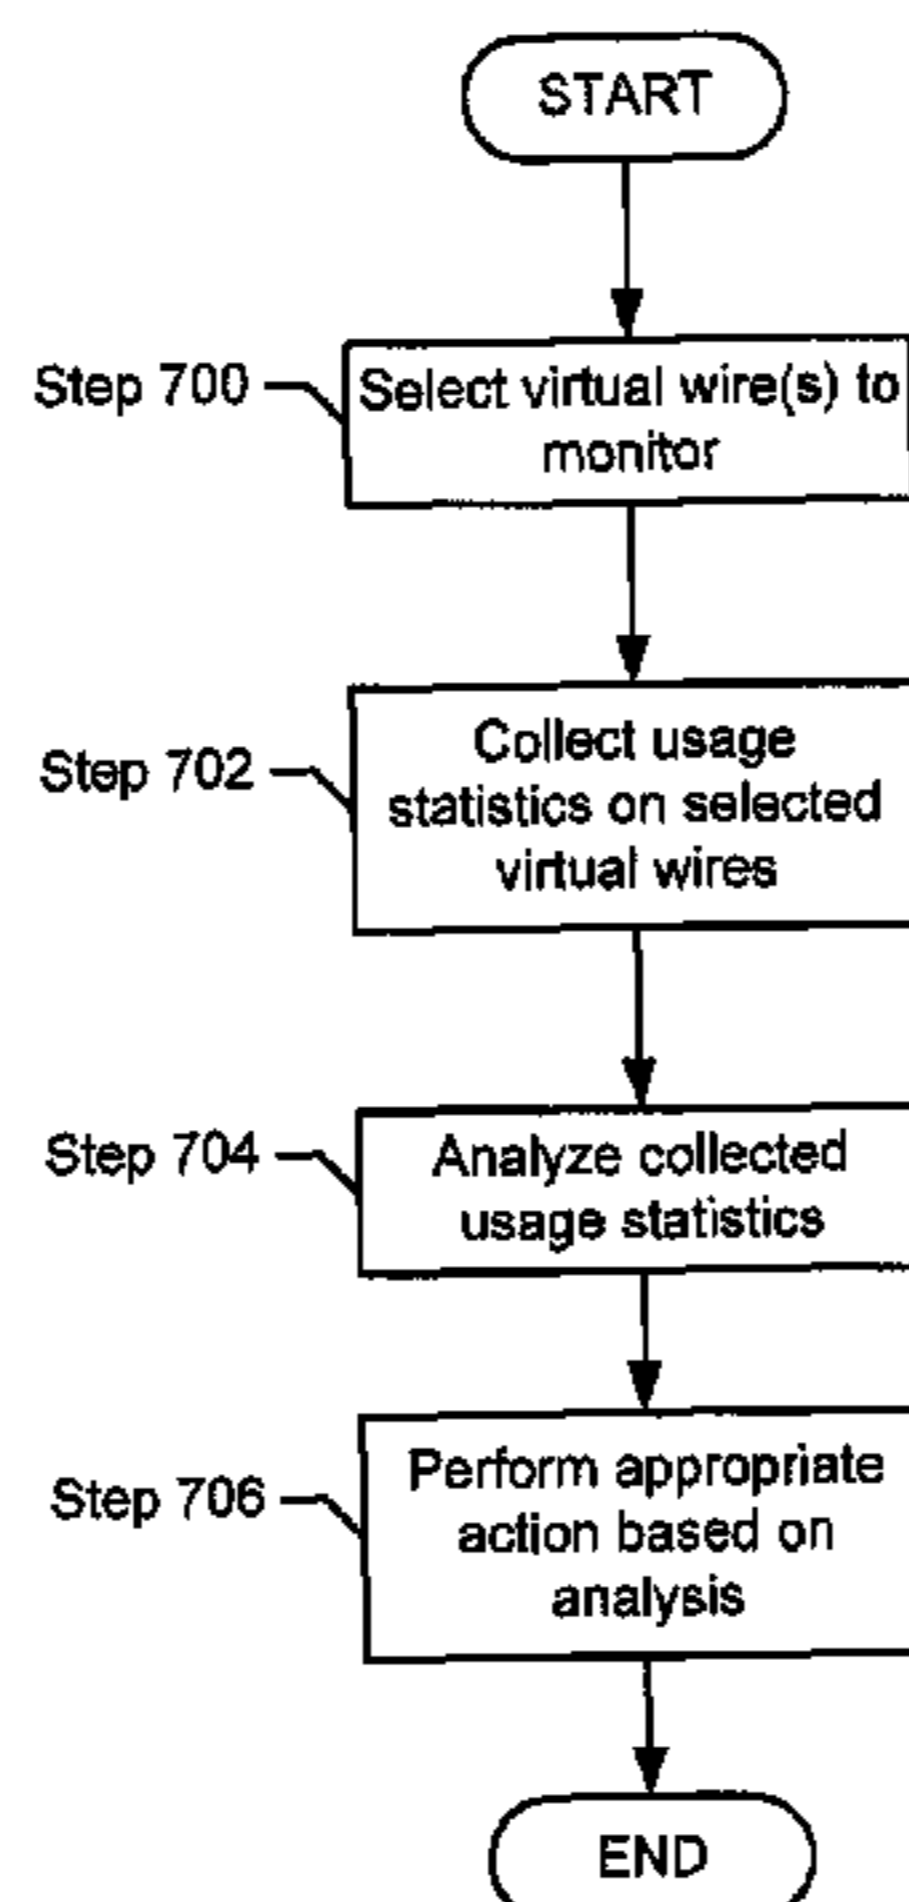 START
Step 700
Select virtual wire(s) to
monitor
Step 702
Collect usage
statistics on selected
virtual wires
Step 704
Analyze collected
usage statistics
Step 706
Perform appropriate
action based on
analysis
END